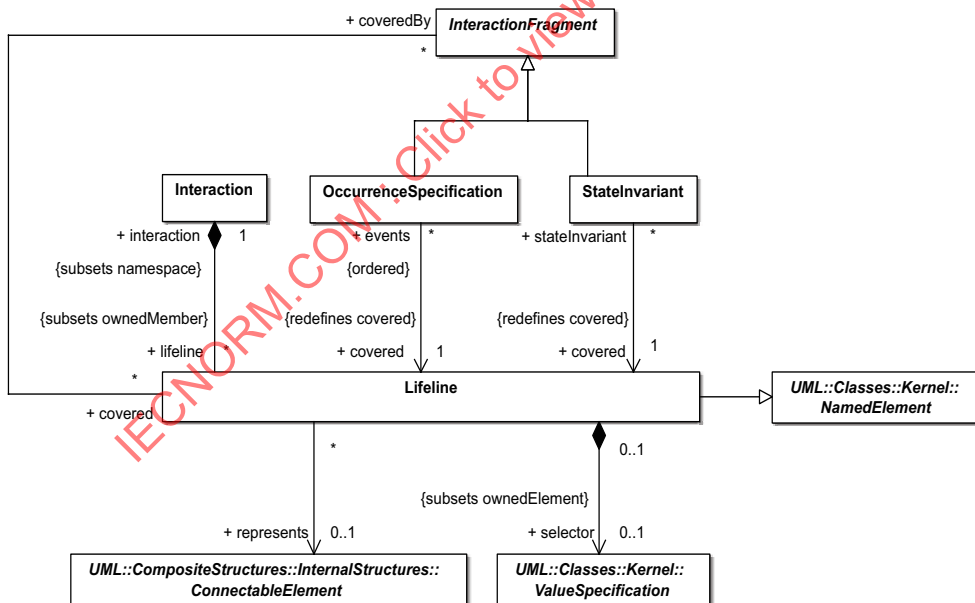 + coveredBy
*
InteractionFragment
Interaction
OccurrenceSpecification
StateInvariant
+ interaction 1
+ events *
+ stateInvariant *
{subsets namespace}
{ordered}
{subsets ownedMember}
{redefines covered}
{redefines covered}
+ lifeline *
+ covered 1
+ covered 1
*
Lifeline
+ covered
UML::Classes::Kernel::
NamedElement
*
0..1
{subsets ownedElement}
+ represents 0..1
+ selector 0..1
UML::CompositeStructures::InternalStructures::
ConnectableElement
UML::Classes::Kernel::
ValueSpecification
IECNORM.COM : Click to view